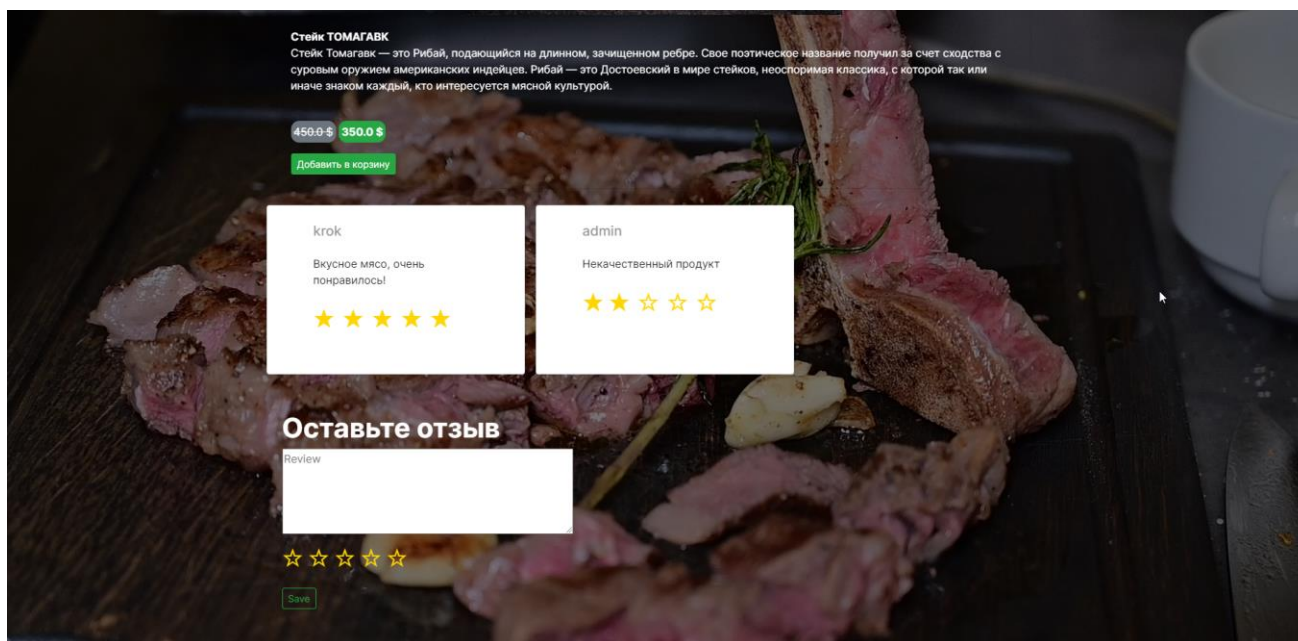 Стейк ТОМАГАВК
Стейк Томагавк — это Рибай, подающийся на длинном, зачищенном ребре. Свое поэтическое название получил за счет сходства с
суровым оружием американских индейцев. Рибай — это Достоевский в мире стейков, неоспоримая классика, с которой так или
иначе знаком каждый, кто интересуется мясной культурой.
450.0 $ 350.0 $
Добавить в корзину
krok
Вкусное мясо, очень
понравилось!
admin
Некачественный продукт
Оставьте отзыв
Review
Save